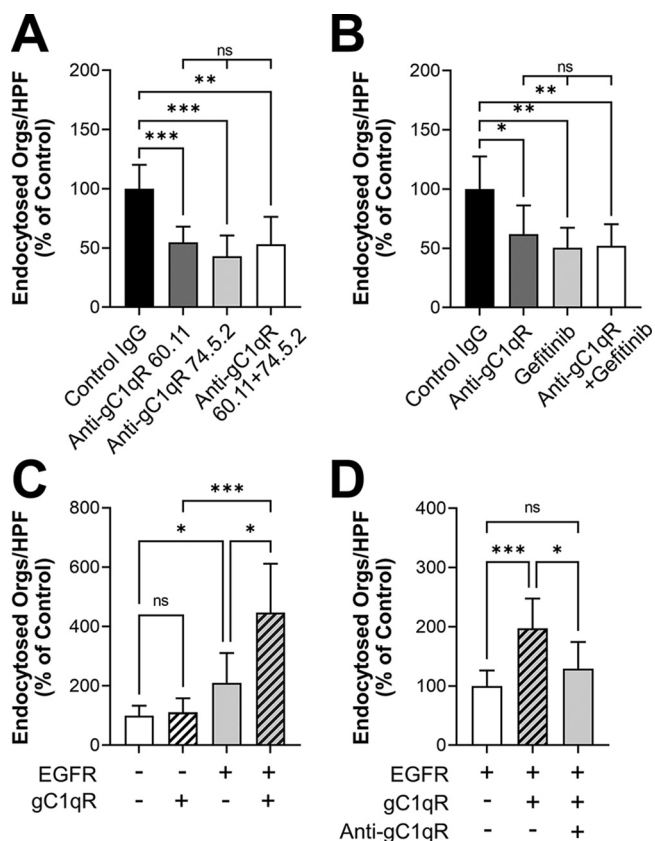 A
ns
**
***
***
Endocytosed Orgs/HPF
(% of Control)
200
150
100
50
0
Control IgG
Anti-gC1qR 60.11
Anti-gC1qR 74.5.2
Anti-gC1qR
60.11+74.5.2
B
ns
**
**
*
Endocytosed Orgs/HPF
(% of Control)
200
150
100
50
0
Control IgG
Anti-gC1qR
Gefitinib
Anti-gC1qR
+Gefitinib
C
***
*
*
ns
Endocytosed Orgs/HPF
(% of Control)
800
600
400
200
0
EGFR - - + +
gC1qR - + - +
D
ns
***
*
Endocytosed Orgs/HPF
(% of Control)
400
300
200
100
0
EGFR + + +
gC1qR - + +
Anti-gC1qR - - +